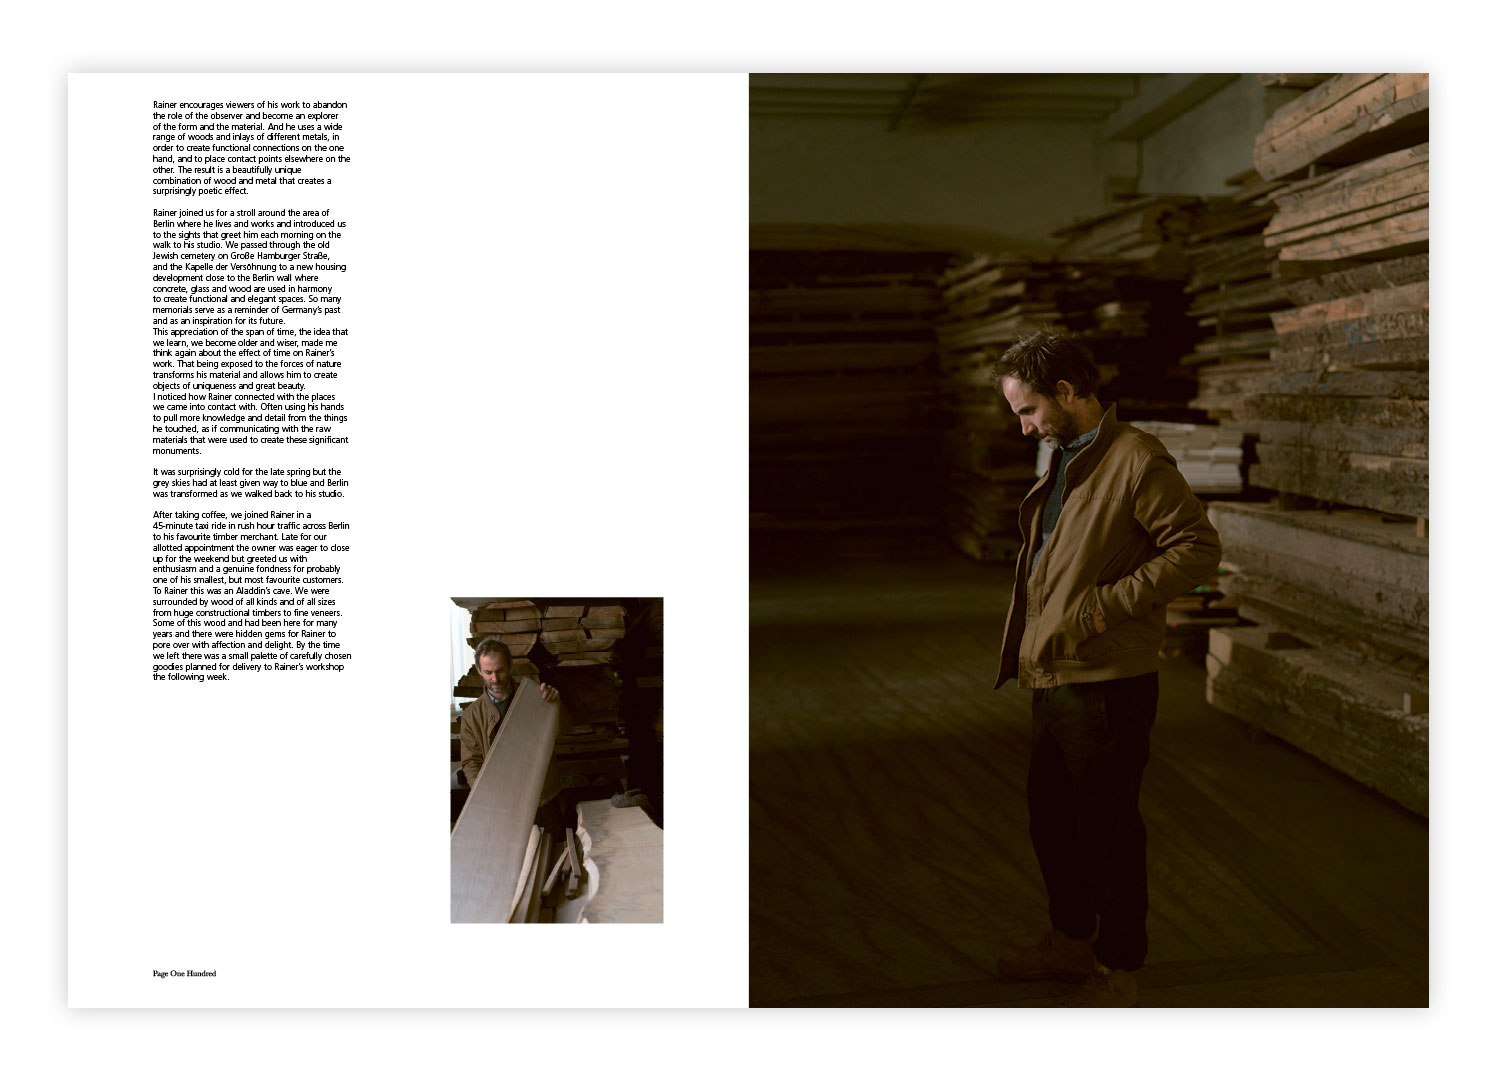 Rainer encourages viewers of his work to abandon
the role of the observer and become an explorer
of the form and the material. And he uses a wide
range of woods and inlays of different metals, in
order to create functional connections on the one
hand, and to place contact points elsewhere on the
other. The result is a beautifully unique
combination of wood and metal that creates a
surprisingly poetic effect.

Rainer joined us for a stroll around the area of
Berlin where he lives and works and introduced us
to the sights that greet him each morning on the
walk to his studio. We passed through the old
Jewish cemetery on Große Hamburger Straße,
and the Kapelle der Versöhnung to a new housing
development close to the Berlin wall where
concrete, glass and wood are used in harmony
to create functional and elegant spaces. So many
memorials serve as a reminder of Germany's past
and as an inspiration for its future.
This appreciation of the span of time, the idea that
we learn, we become older and wiser, made me
think again about the effect of time on Rainer's
work. That being exposed to the forces of nature
transforms his material and allows him to create
objects of uniqueness and great beauty.
I noticed how Rainer connected with the places
we came into contact with. Often using his hands
to pull more knowledge and detail from the things
he touched, as if communicating with the raw
materials that were used to create these significant
monuments.

It was surprisingly cold for the late spring but the
grey skies had at least given way to blue and Berlin
was transformed as we walked back to his studio.

After taking coffee, we joined Rainer in a
45-minute taxi ride in rush hour traffic across Berlin
to his favourite timber merchant. Late for our
allotted appointment the owner was eager to close
up for the weekend but greeted us with
enthusiasm and a genuine fondness for probably
one of his smallest, but most favourite customers.
To Rainer this was an Aladdin's cave. We were
surrounded by wood of all kinds and of all sizes
from huge constructional timbers to fine veneers.
Some of this wood and had been here for many
years and there were hidden gems for Rainer to
pore over with affection and delight. By the time
we left there was a small palette of carefully chosen
goodies planned for delivery to Rainer's workshop
the following week.

Page One Hundred